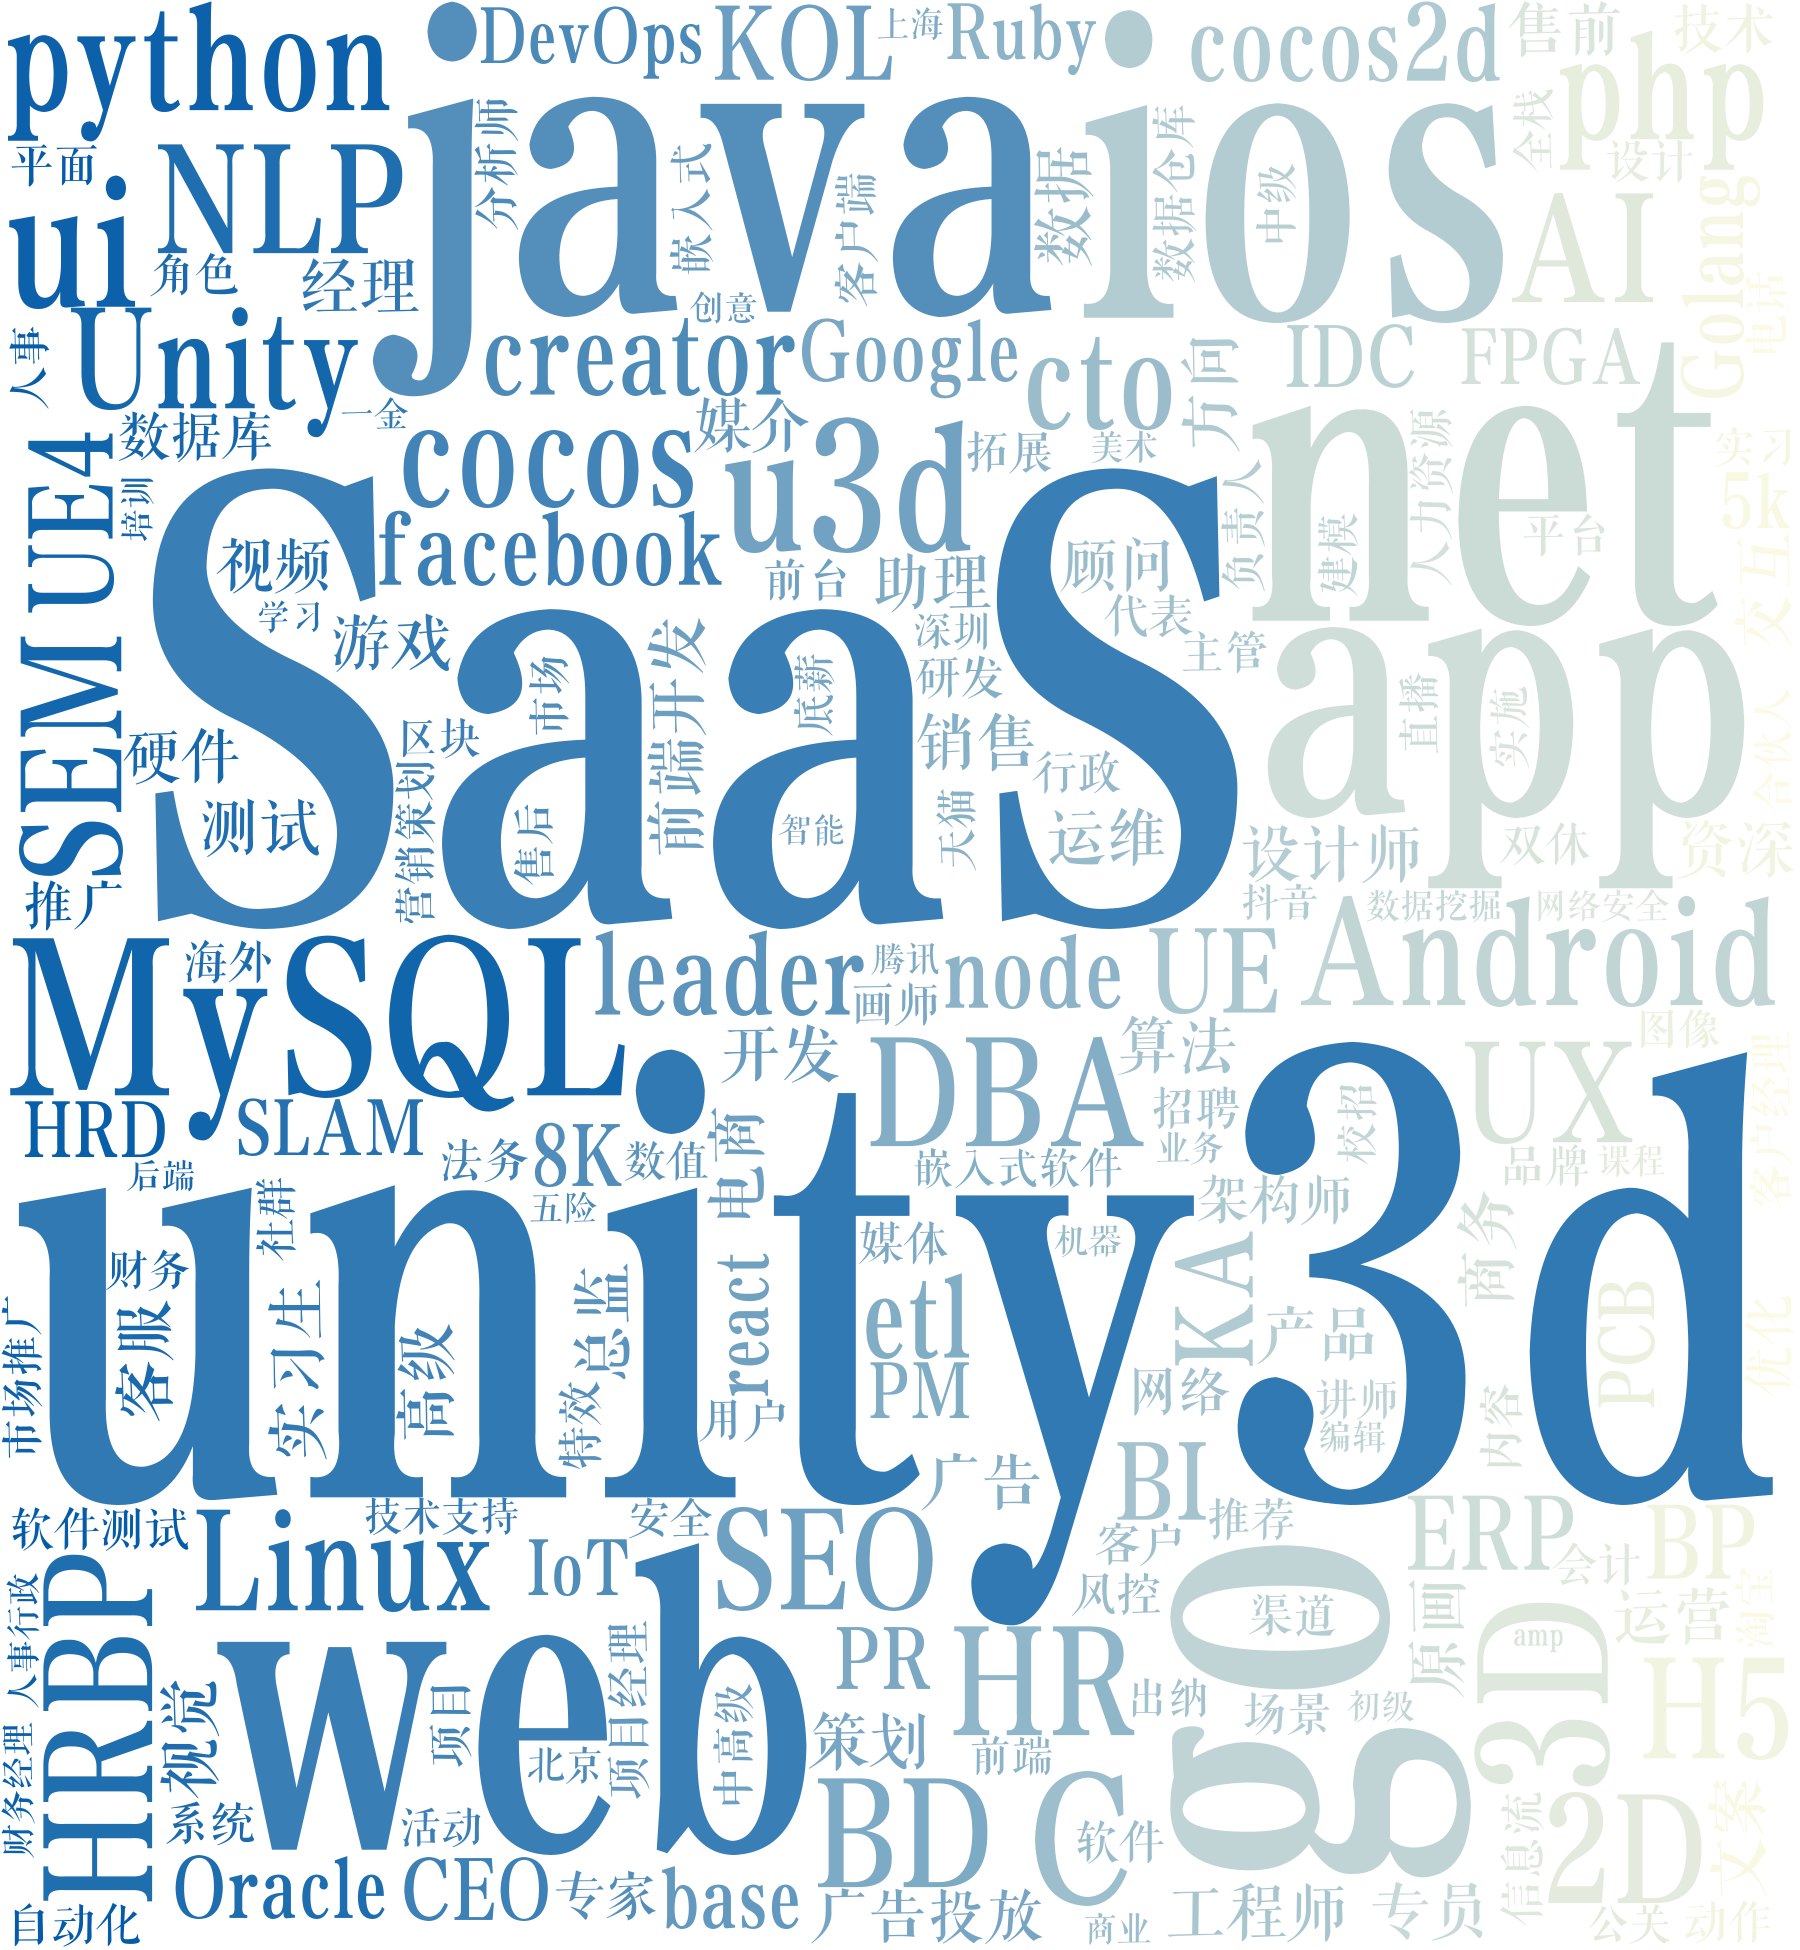 python
DevOps
KOL
上海
Ruby
cocos2d
售前
技术
php
java
ios
平面
NLP
分析师
嵌入式
客户端
数据
数据仓库
中级
全栈
设计
ui
角色
经理
创意
AI
Golang
电话
人事
Unity
一金
creator
Google
cto
方向
IDC
FPGA
net
数据库
媒介
cocos
u3d
拓展
美术
负责人
人力资源
实习
5k
UE4
培训
SaaS
视频
facebook
前台
助理
顾问
建模
平台
交互
学习
游戏
深圳
代表
app
SEM
市场
前端开发
底薪
研发
主管
直播
实施
合伙人
硬件
区块
销售
行政
测试
营销策划
售后
智能
天猫
运维
设计师
双休
资深
推广
抖音
数据挖掘
网络安全
MySQL
海外
leader
腾讯
画师
node
UE
Android
图像
开发
DBA
算法
UX
客户经理
HRD
SLAM
法务
8K
数值
电商
招聘
业务
校招
品牌
课程
后端
嵌入式软件
架构师
unity3d
社群
五险
媒体
机器
商务
财务
react
etl
KA
产品
PCB
优化
市场推广
客服
实习生
高级
特效
总监
用户
PM
网络
讲师
编辑
内容
广告
BI
软件测试
Linux
技术支持
安全
SEO
客户
推荐
ERP
会计
BP
IoT
web
风控
go
渠道
原画
3D
amp
运营
淘宝
人事行政
HRBP
项目经理
PR
HR
出纳
场景
初级
H5
视觉
项目
北京
中高级
策划
前端
财务经理
系统
活动
BD
C
软件
信息流
2D
文案
自动化
Oracle
CEO
专家
base
广告投放
商业
工程师
专员
公关
动作